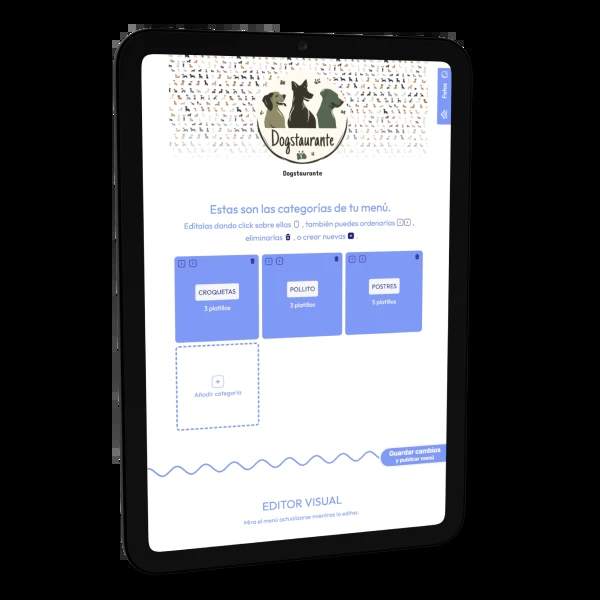 Fotos
Dogstaurante
Dogstaurante
Estas son las categorías de tu menú.
Edítalas dando click sobre ellas , también puedes ordenarlas ,
eliminarlas , o crear nuevas .
CROQUETAS
3 platillos
POLLITO
3 platillos
POSTRES
5 platillos
Añadir categoría
Guardar cambios
y publicar menú
EDITOR VISUAL
Mira el menú actualizarse mientras lo editas.